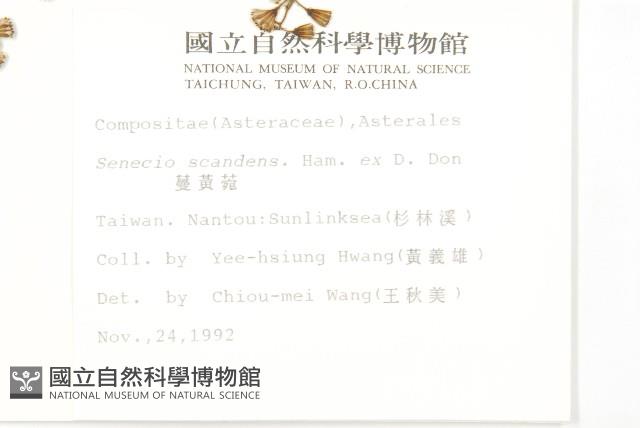 國立自然科學博物館
NATIONAL MUSEUM OF NATURAL SCIENCE
TAICHUNG, TAIWAN, R.O.CHINA
Compositae(Asteraceae),Asterales
Senecio scandens. Ham. ex D. Don
蔓黃菀
Taiwan. Nantou:Sunlinksea(杉林溪)
Coll. by Yee-hsiung Hwang(黃義雄)
Det. by Chiou-mei Wang(王秋美)
Nov.,24,1992
國立自然科學博物館
NATIONAL MUSEUM OF NATURAL SCIENCE